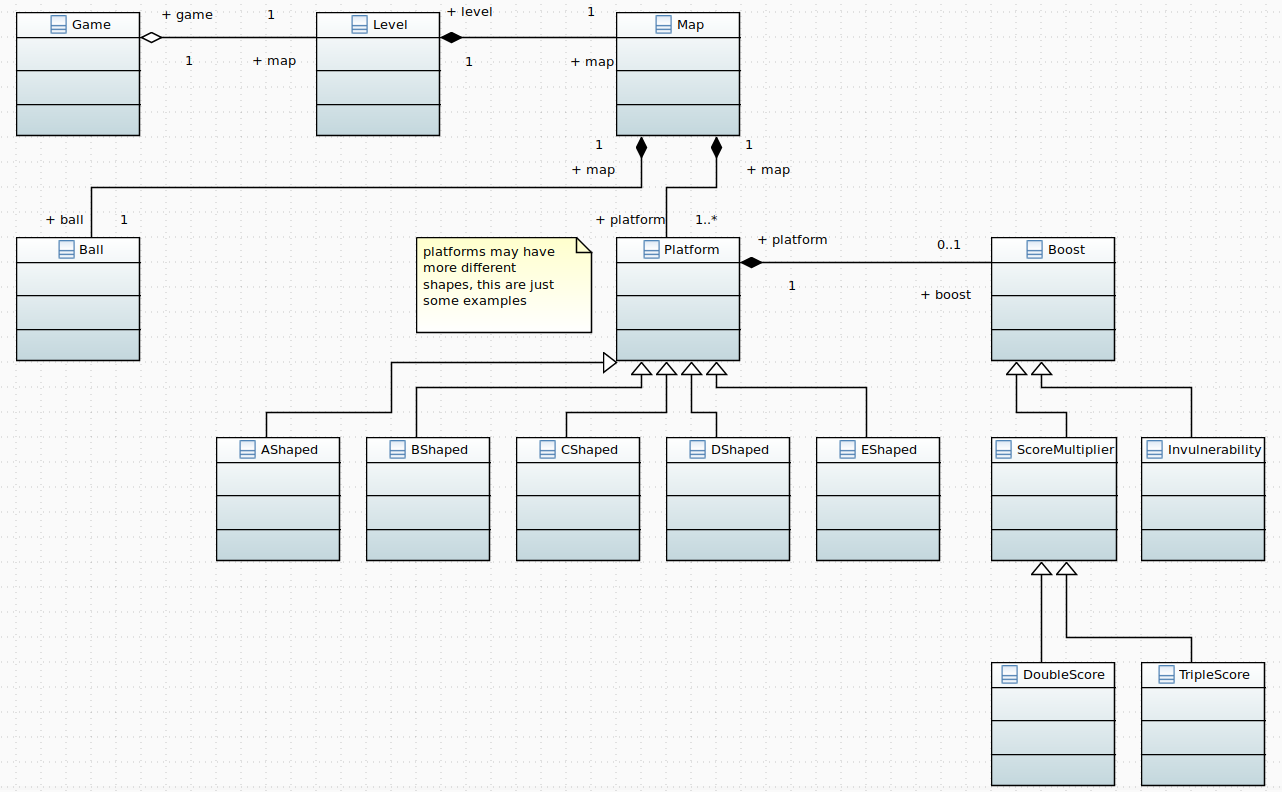 Game
+ game
1
1
+ map
Level
+ level
1
1
+ map
Map
1
+ map
1
+ map
+ ball
1
+ platform
1..*
Ball
platforms may have
more different
shapes, this are just
some examples
Platform
+ platform
0..1
1
+ boost
Boost
AShaped
BShaped
CShaped
DShaped
EShaped
ScoreMultiplier
Invulnerability
DoubleScore
TripleScore